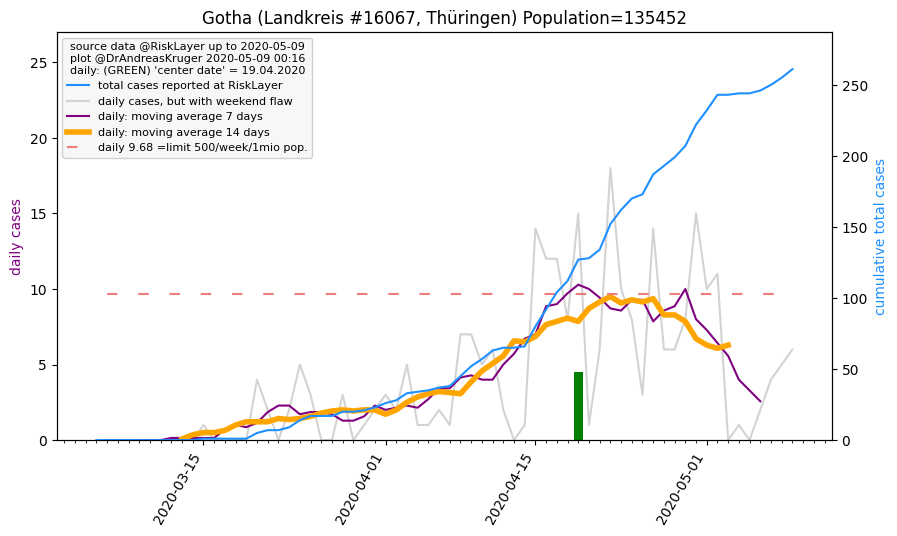 Gotha (Landkreis #16067, Thüringen) Population=135452
source data @RiskLayer up to 2020-05-09
plot @DrAndreasKruger 2020-05-09 00:16
daily: (GREEN) 'center date' = 19.04.2020
total cases reported at RiskLayer
daily cases, but with weekend flaw
daily: moving average 7 days
daily: moving average 14 days
daily 9.68 =limit 500/week/1mio pop.
daily cases
25
20
15
10
5
0
250
200
150
100
50
0
cumulative total cases
2020-03-15
2020-04-01
2020-04-15
2020-05-01